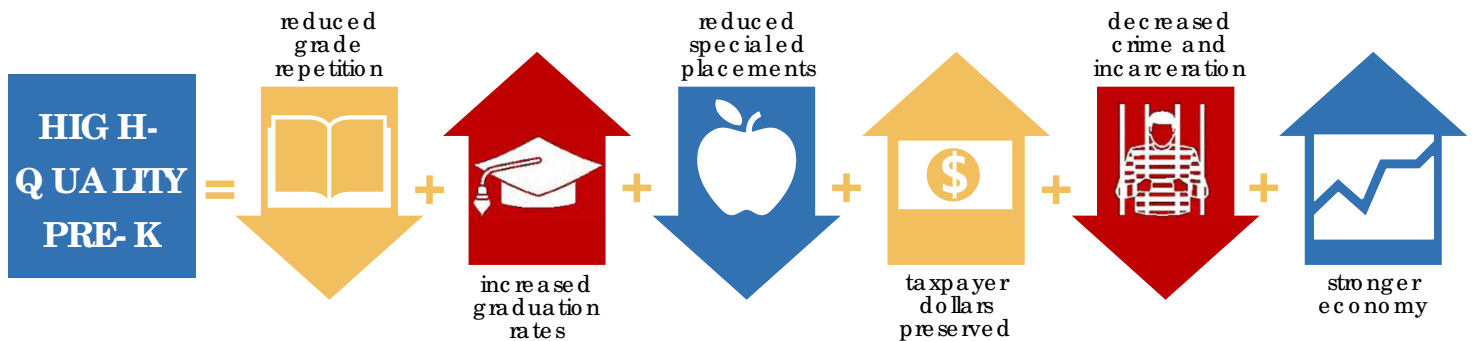 HIGH-
QUALITY
PRE-K
=
reduced
grade
repetition
+
increased
graduation
rates
+
reduced
specialed
placements
+
$
taxpayer
dollars
preserved
+
decreased
crime and
incarceration
+
stronger
economy